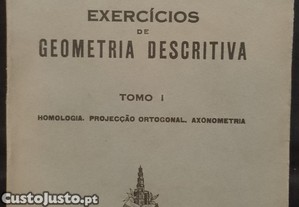 EXERCÍCIOS
DE
GEOMETRIA DESCRITIVA
TOMO I
HOMOLOGIA. PROJECÇÃO ORTOGONAL. AXONOMETRIA
CustoJusto.pt